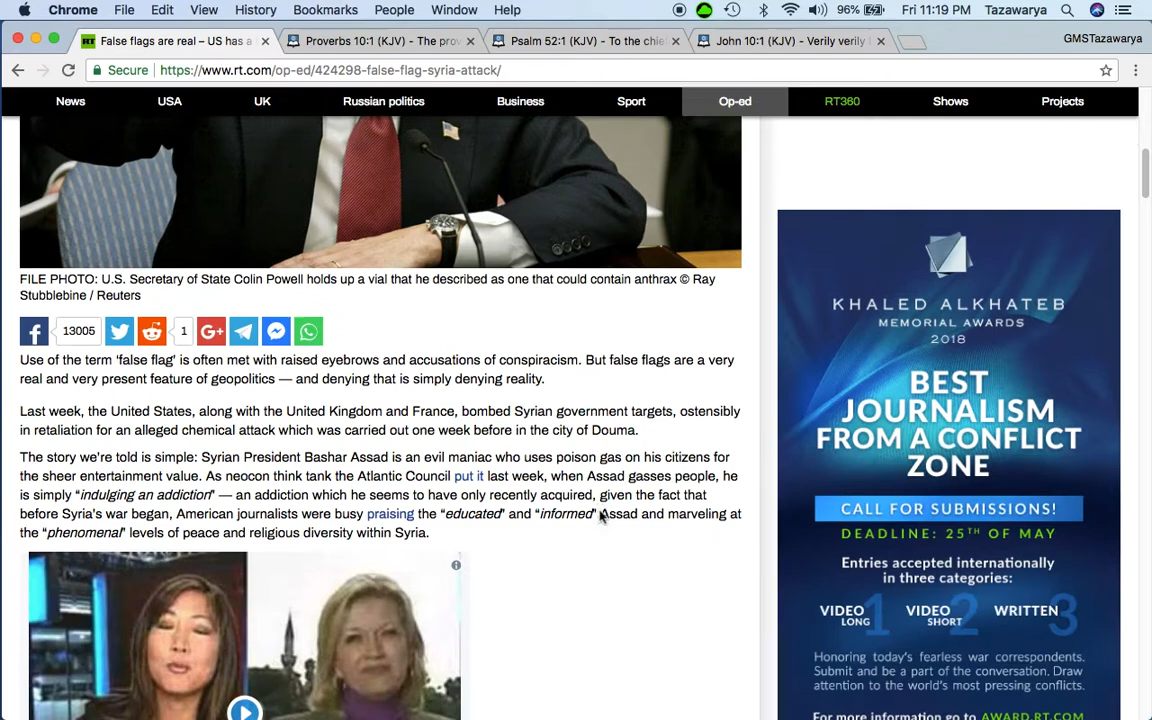 Chrome File Edit View History Bookmarks People Window Help 96% Fri 11:19 PM Tazawarya
RT False flags are real – US has a × Proverbs 10:1 (KJV) - The prov × Psalm 52:1 (KJV) - To the chie × John 10:1 (KJV) - Verily verily × GMSTazawarya
Secure https://www.rt.com/op-ed/424298-false-flag-syria-attack/
News USA UK Russian politics Business Sport Op-ed RT360 Shows Projects
FILE PHOTO: U.S. Secretary of State Colin Powell holds up a vial that he described as one that could contain anthrax © Ray
Stubblebine / Reuters
13005 1
Use of the term ‘false flag’ is often met with raised eyebrows and accusations of conspiracism. But false flags are a very
real and very present feature of geopolitics — and denying that is simply denying reality.
Last week, the United States, along with the United Kingdom and France, bombed Syrian government targets, ostensibly
in retaliation for an alleged chemical attack which was carried out one week before in the city of Douma.
The story we’re told is simple: Syrian President Bashar Assad is an evil maniac who uses poison gas on his citizens for
the sheer entertainment value. As neocon think tank the Atlantic Council put it last week, when Assad gasses people, he
is simply “indulging an addiction” — an addiction which he seems to have only recently acquired, given the fact that
before Syria’s war began, American journalists were busy praising the “educated” and “informed” Assad and marveling at
the “phenomenal” levels of peace and religious diversity within Syria.
KHALED ALKHATEB
MEMORIAL AWARDS
2018
BEST
JOURNALISM
FROM A CONFLICT
ZONE
CALL FOR SUBMISSIONS!
DEADLINE: 25TH OF MAY
Entries accepted internationally
in three categories:
VIDEO LONG 1 VIDEO SHORT 2 WRITTEN 3
Honoring today's fearless war correspondents.
Submit and be a part of the conversation. Draw
attention to the world's most pressing conflicts.
For more information go to AWARD.RT.COM